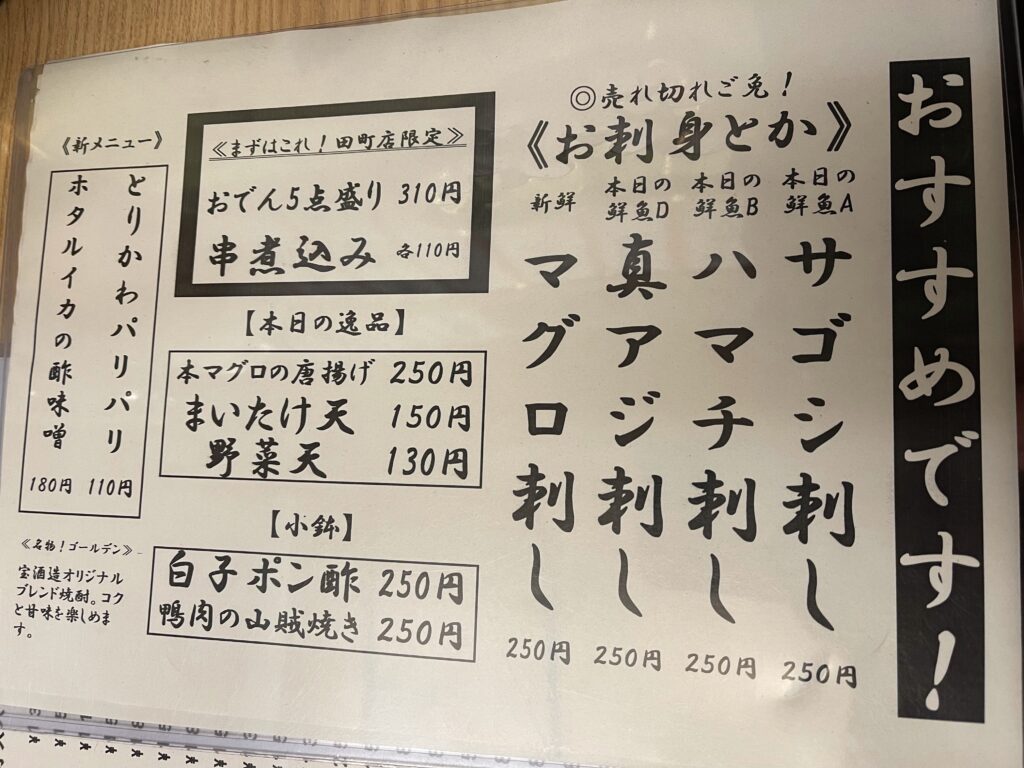 おすすめです!
◎売れ切れご免!
《お刺身とか》
本日の
鮮魚A
サゴシ刺し
250円
本日の
鮮魚B
ハマチ刺し
250円
本日の
鮮魚D
真アジ刺し
250円
新鮮
マグロ刺し
250円
≪まずはこれ!田町店限定≫
おでん5点盛り 310円
串煮込み 各110円
【本日の逸品】
本マグロの唐揚げ 250円
まいたけ天 150円
野菜天 130円
【小鉢】
白子ポン酢 250円
鴨肉の山賊焼き 250円
《新メニュー》
とりかわパリパリ 110円
ホタルイカの酢味噌 180円
≪名物!ゴールデン≫
宝酒造オリジナル
ブレンド焼酎。コク
と甘味を楽しめま
す。